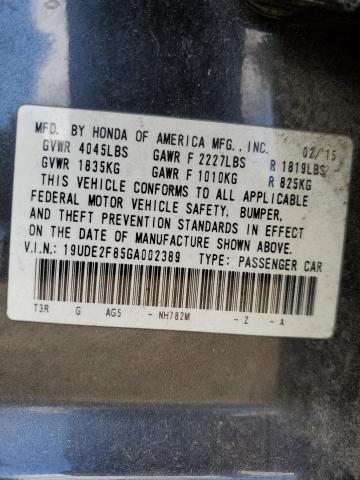 MFD. BY HONDA OF AMERICA MFG., INC. 02/'15
GVWR 4045LBS GAWR F 2227LBS R 1819LBS
GVWR 1835KG GAWR F 1010KG R 825KG
THIS VEHICLE CONFORMS TO ALL APPLICABLE
FEDERAL MOTOR VEHICLE SAFETY, BUMPER,
AND THEFT PREVENTION STANDARDS IN EFFECT
ON THE DATE OF MANUFACTURE SHOWN ABOVE.
V.I.N.: 19UDE2F85GA002389 TYPE: PASSENGER CAR
T3R G AG5 - NH782M - Z - A